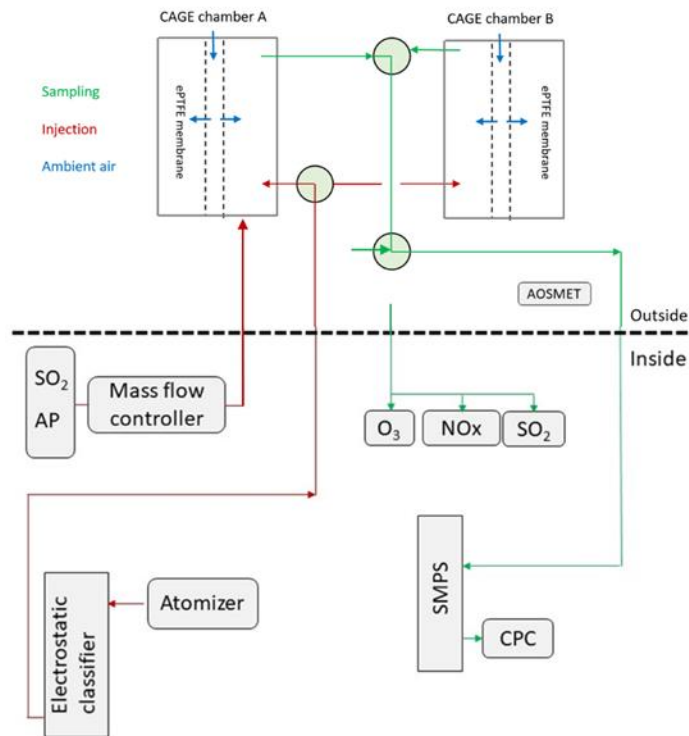 CAGE chamber A
CAGE chamber B
Sampling
Injection
Ambient air
ePTFE membrane
ePTFE membrane
AOSMET
Outside
Inside
SO₂
AP
Mass flow
controller
O₃
NOx
SO₂
Electrostatic
classifier
Atomizer
SMPS
CPC